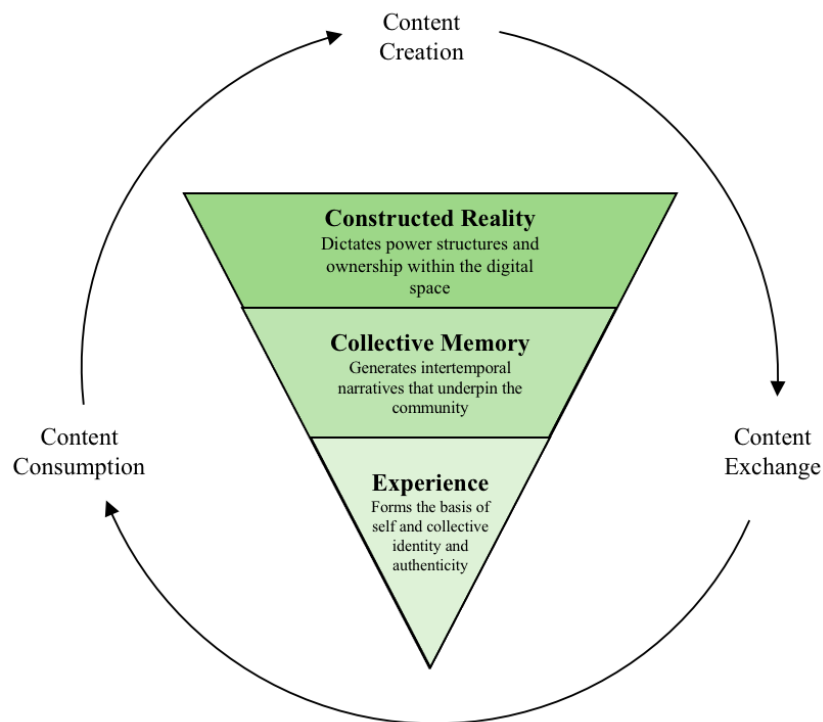 Content
Creation
Constructed Reality
Dictates power structures and
ownership within the digital
space
Collective Memory
Generates intertemporal
narratives that underpin the
community
Content
Consumption
Content
Exchange
Experience
Forms the basis of
self and collective
identity and
authenticity